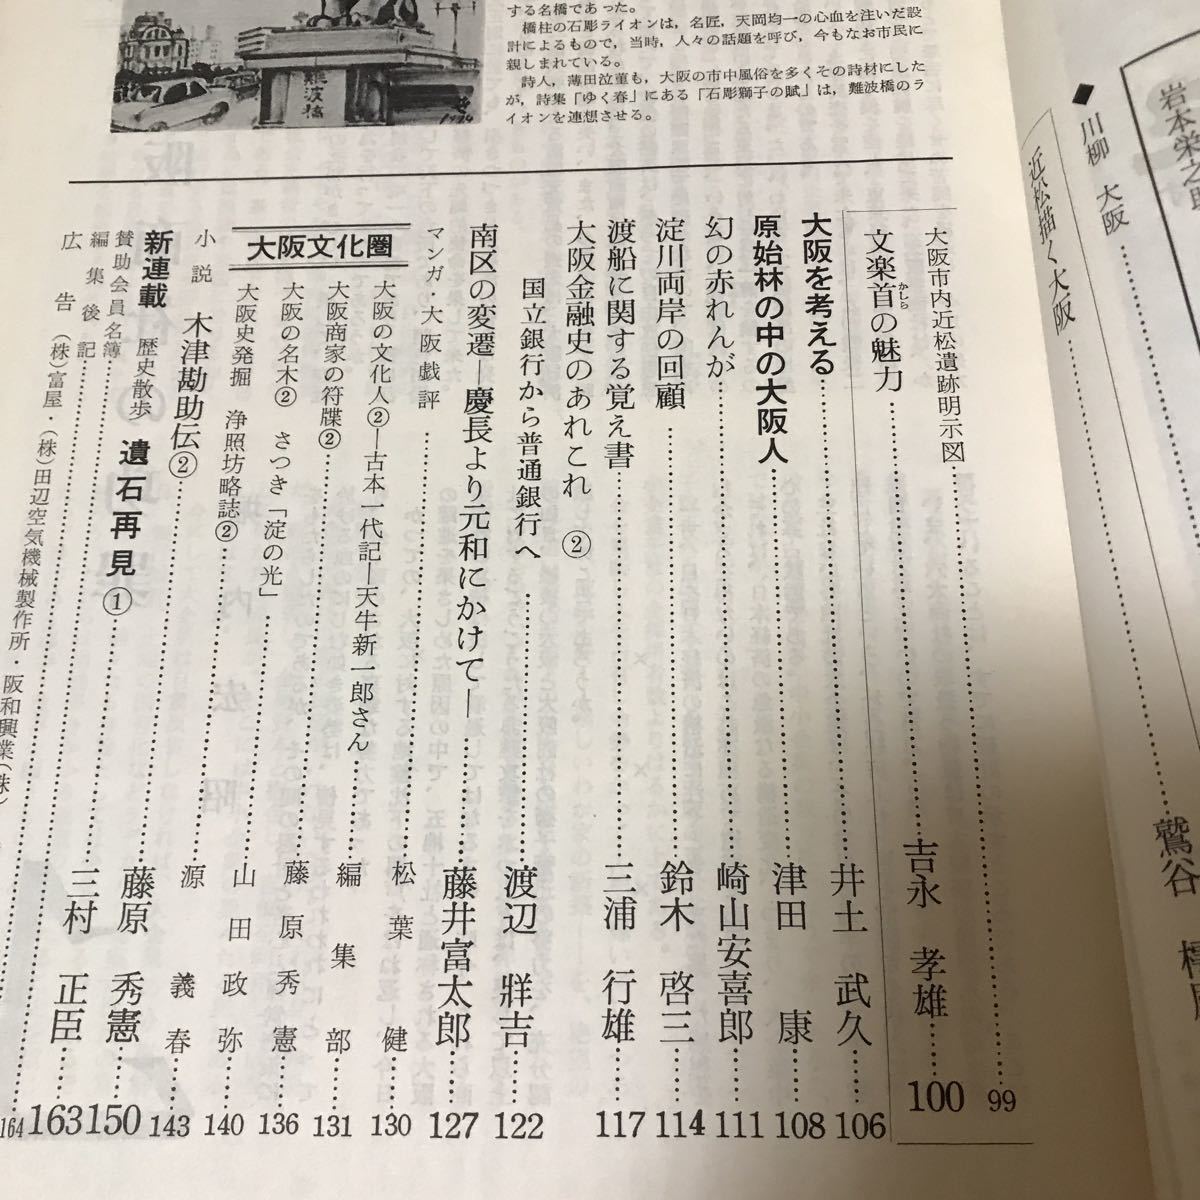 する名橋であった。
橋柱の石彫ライオンは，名匠，天岡均一の心血を注いだ設
計によるもので，当時，人々の話題を呼び，今もなお市民に
親しまれている。
詩人，薄田泣菫も，大阪の市中風俗を多くその詩材にした
が，詩集「ゆく春」にある「石彫獅子の賦」は，難波橋のラ
イオンを連想させる。
難波橋
岩本栄之助
◆川柳 大阪
鷲谷
近松描く大阪
大阪市内近松遺跡明示図 99
文楽首の魅力 吉永 孝雄 100
かしら
大阪を考える 井土 武久 106
原始林の中の大阪人 津田 康 108
幻の赤れんが 崎山安喜郎 111
淀川両岸の回顧 鈴木 啓三 114
渡船に関する覚え書 三浦 行雄 117
大阪金融史のあれこれ ②
国立銀行から普通銀行へ 渡辺 牂吉 122
南区の変遷―慶長より元和にかけて― 藤井富太郎 127
マンガ・大阪戯評 松葉 健 130
大阪文化圏
大阪の文化人②―古本一代記―天牛新一郎さん
大阪商家の符牒② 編集部 131
大阪の名木② さつき「淀の光」 藤原秀憲 136
大阪史発掘 浄照坊略誌② 山田政弥 140
小説 木津勘助伝② 源 義春 143
新連載 歴史散歩 遺石再見① 藤原 秀憲 150
賛助会員名簿 三村 正臣 163
編集後記 164
広告 (株)富屋・(株)田辺空気機械製作所・阪和興業(株)